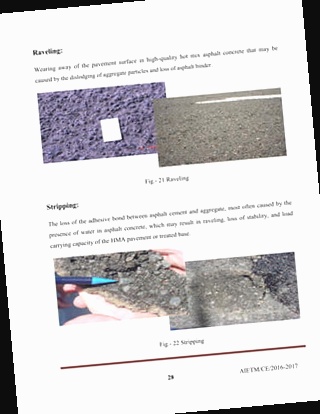 Raveling:
Wearing away of the pavement surface in high-quality hot mix asphalt concrete that may be
caused by the dislodging of aggregate particles and loss of asphalt binder.
Fig:- 21 Raveling
Stripping:
The loss of the adhesive bond between asphalt cement and aggregate, most often caused by the
presence of water in asphalt concrete, which may result in raveling, loss of stability, and load
carrying capacity of the HMA pavement or treated base.
Fig:- 22 Stripping
28
AIETM/CE/2016-2017